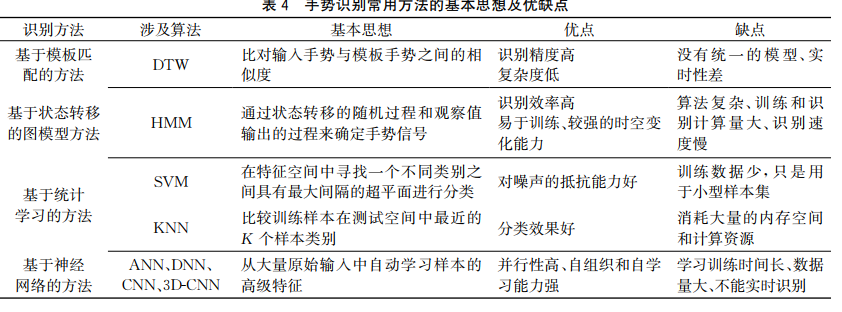 表 4 手势识别常用方法的基本思想及优缺点
识别方法 涉及算法 基本思想 优点 缺点
基于模板匹
配的方法
DTW
比对输入手势与模板手势之间的相
似度
识别精度高
复杂度低
没有统一的模型、实
时性差
基于状态转移
的图模型方法
HMM
通过状态转移的随机过程和观察值
输出的过程来确定手势信号
识别效率高
易于训练、较强的时空变
化能力
算法复杂、训练和识
别计算量大、识别速
度慢
基于统计
学习的方法
SVM
在特征空间中寻找一个不同类别之
间具有最大间隔的超平面进行分类
对噪声的抵抗能力好
训练数据少,只是用
于小型样本集
KNN
比较训练样本在测试空间中最近的
K 个样本类别
分类效果好
消耗大量的内存空间
和计算资源
基于神经
网络的方法
ANN、DNN、
CNN、3D-CNN
从大量原始输入中自动学习样本的
高级特征
并行性高、自组织和自学
习能力强
学习训练时间长、数据
量大、不能实时识别